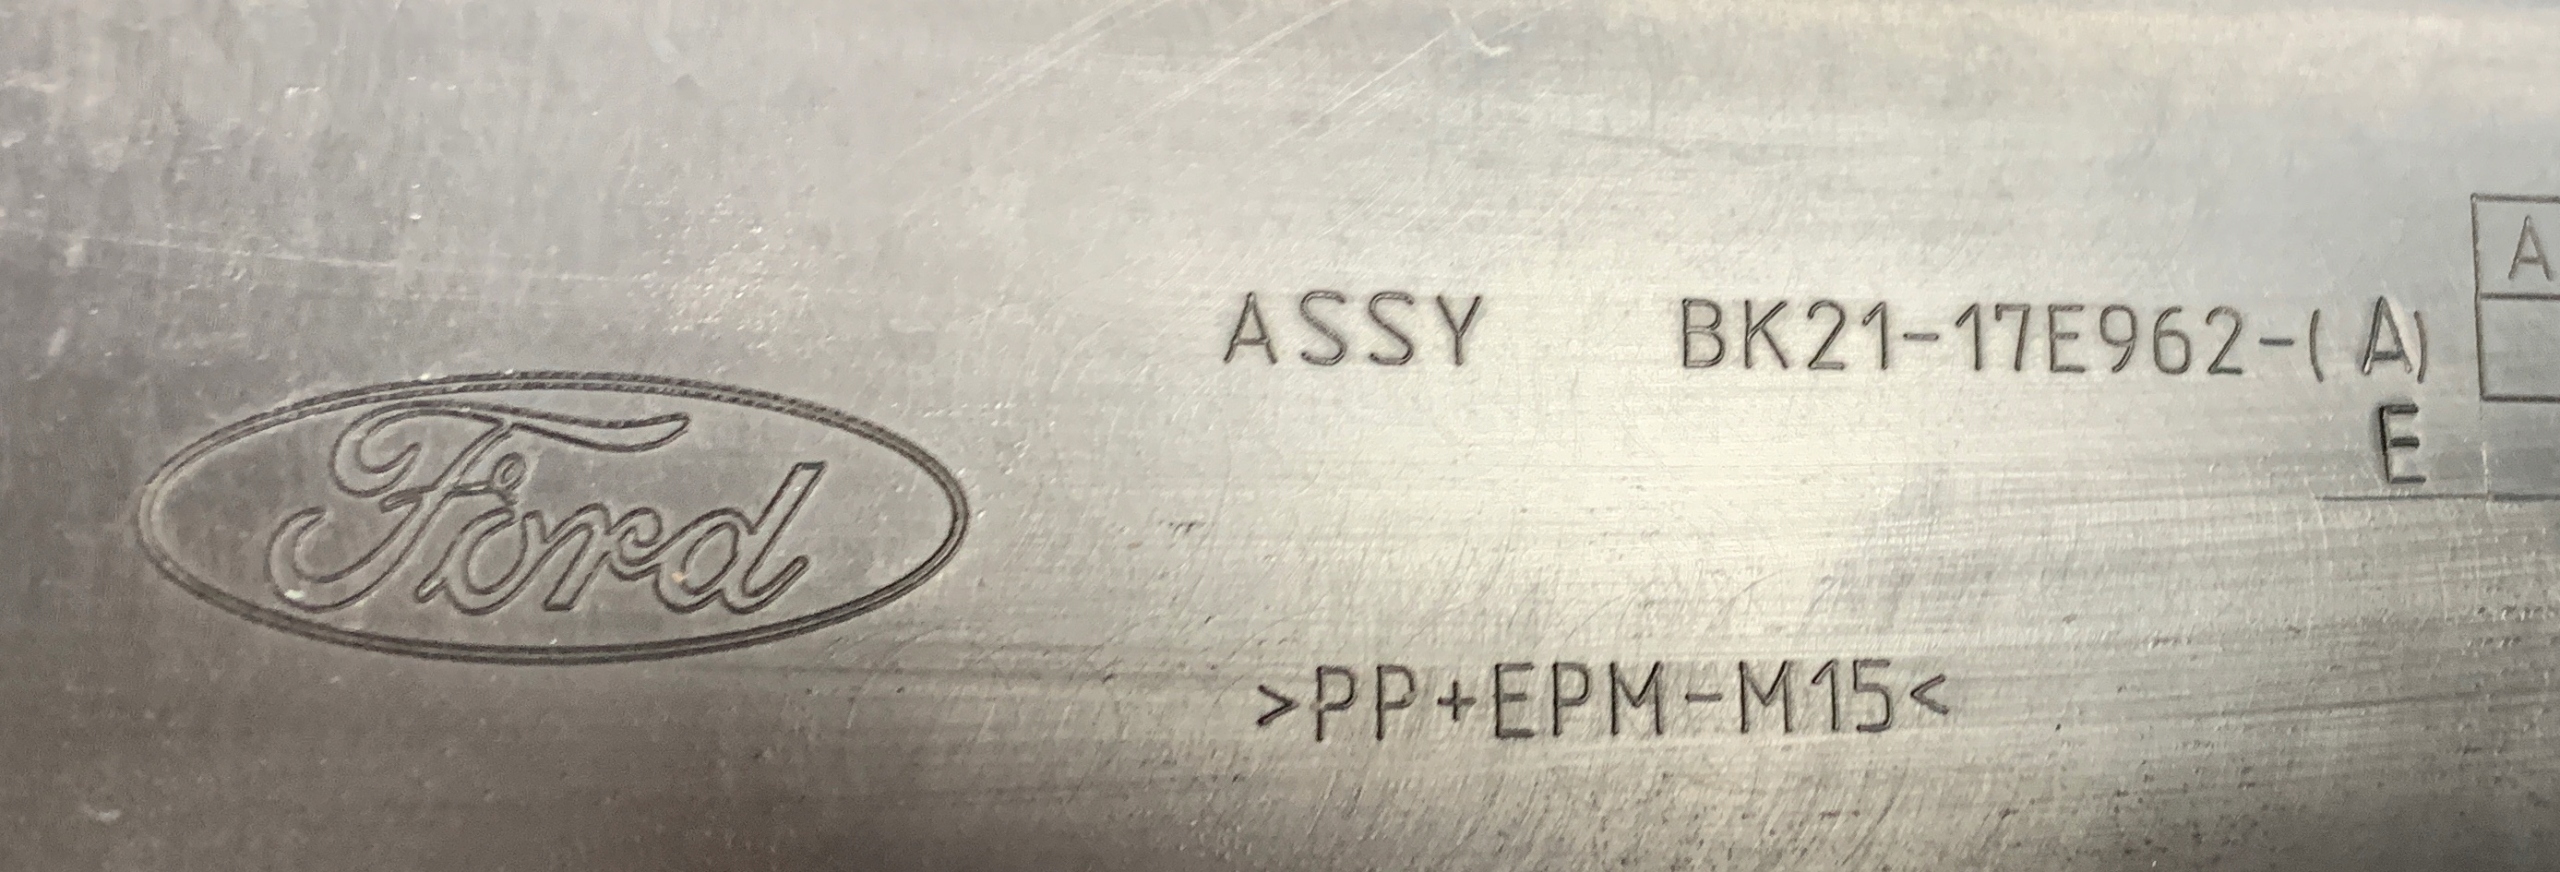 A
ASSY BK21-17E962-(A)
E
Ford
>PP+EPM-M15<